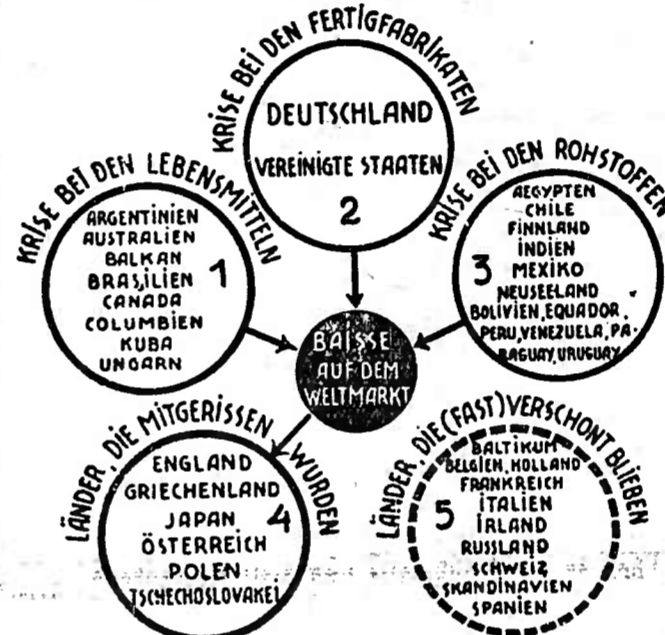 KRISE BEI DEN FERTIGFABRIKATEN
DEUTSCHLAND
VEREINIGTE STAATEN
2
KRISE BEI DEN LEBENSMITTELN
ARGENTINIEN
AUSTRALIEN
BALKAN
BRASILIEN 1
CANADA
COLUMBIEN
KUBA
UNGARN
KRISE BEI DEN ROHSTOFFEN
AEGYPTEN
CHILE
FINNLAND
INDIEN
3 MEXIKO
NEUSEELAND
BOLIVIEN, EQUADOR,
PERU, VENEZUELA, PA-
RAGUAY, URUGUAY
BAISSE
AUF DEM
WELTMARKT
LÄNDER, DIE MITGERISSEN WURDEN
ENGLAND
GRIECHENLAND
JAPAN 4
ÖSTERREICH
POLEN
TSCHECHOSLOVAKEI
LÄNDER, DIE (FAST) VERSCHONT BLIEBEN
BALTIKUM
BELGIEN, HOLLAND
FRANKREICH
5 ITALIEN
IRLAND
RUSSLAND
SCHWEIZ
SKANDINAVIEN
SPANIEN